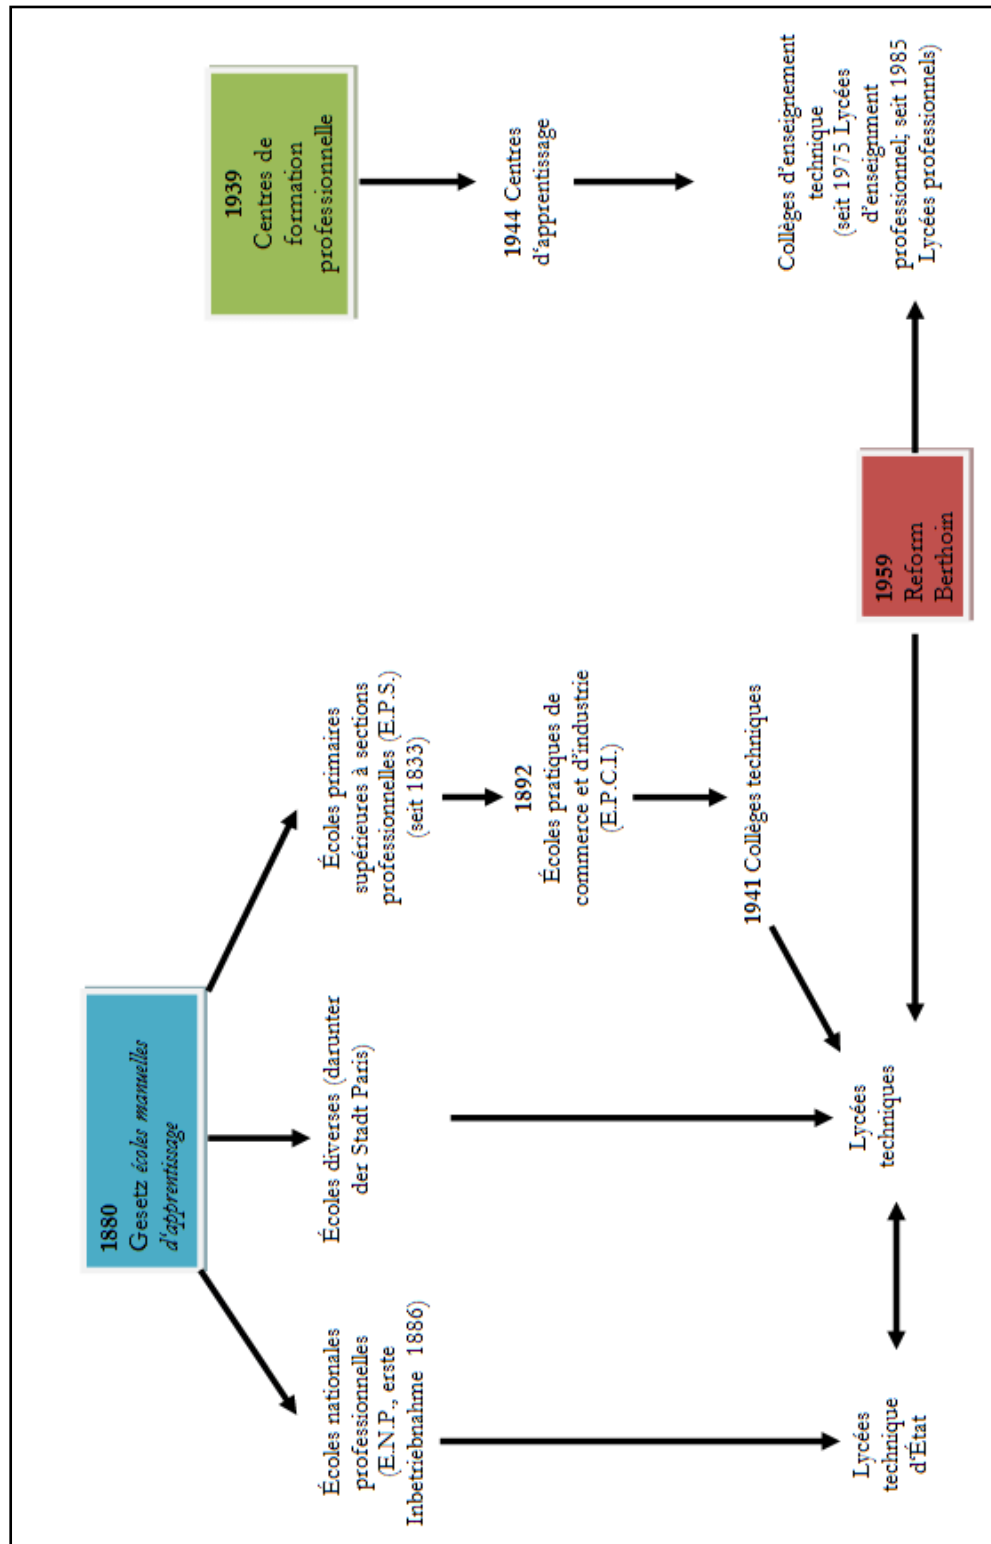 1880
Gesetz écoles manuelles
d'apprentissage
1939
Centres de
formation
professionnelle
Écoles nationales
professionnelles
(E.N.P., erste
Inbetriebnahme 1886)
Écoles diverses (darunter
der Stadt Paris)
Écoles primaires
supérieures à sections
professionnelles (E.P.S.)
(seit 1833)
1944 Centres
d'apprentissage
1892
Écoles pratiques de
commerce et d'industrie
(E.P.C.I.)
1941 Collèges techniques
Collèges d'enseignement
technique
(seit 1975 Lycées
d'enseignment
professionnel; seit 1985
Lycées professionnels)
Lycées
technique
d'État
Lycées
techniques
1959
Reform
Berthoin